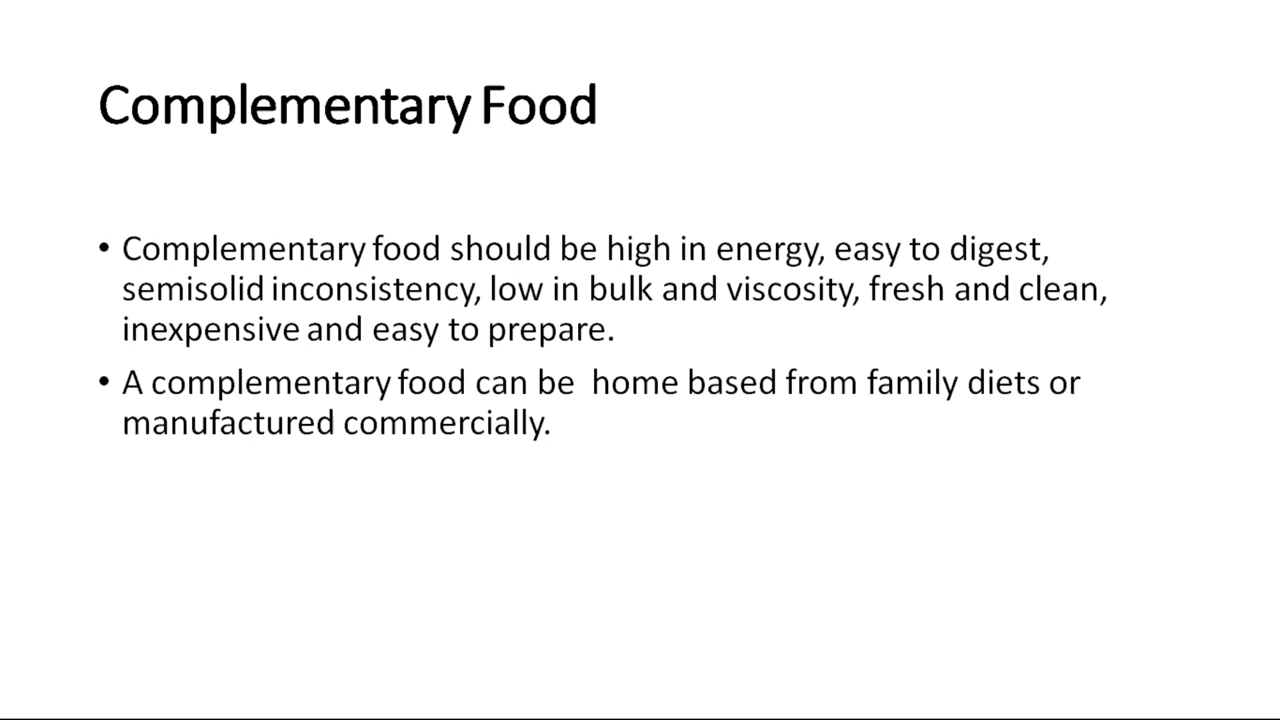 Complementary Food
• Complementary food should be high in energy, easy to digest,
semisolid inconsistency, low in bulk and viscosity, fresh and clean,
inexpensive and easy to prepare.
• A complementary food can be  home based from family diets or
manufactured commercially.